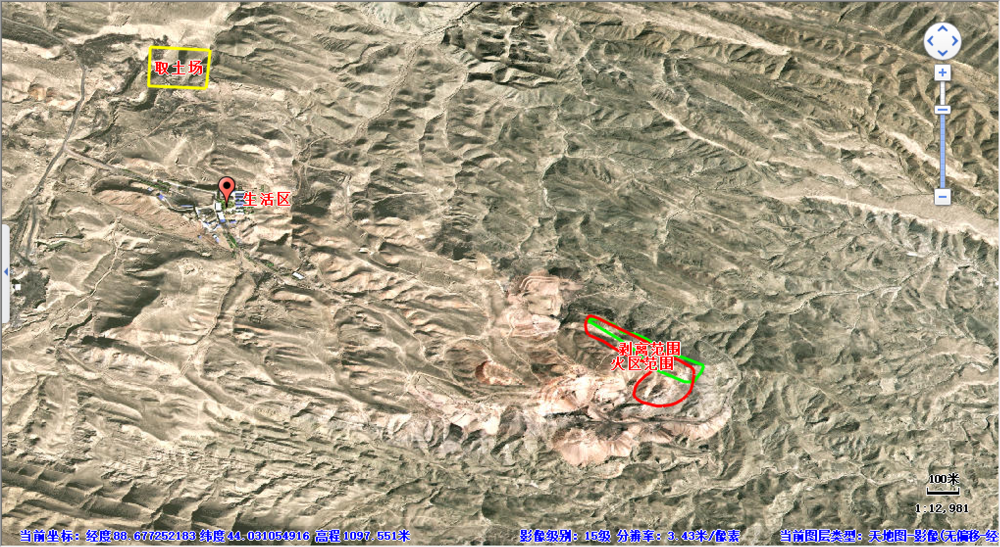 取土场
生活区
剥离范围
火区范围
100米
1:12,981
当前坐标：经度88.677252183 纬度44.031054916 高程1097.551米
影像级别：15级 分辨率：3.43米/像素
当前图层类型：天地图-影像(无偏移-经